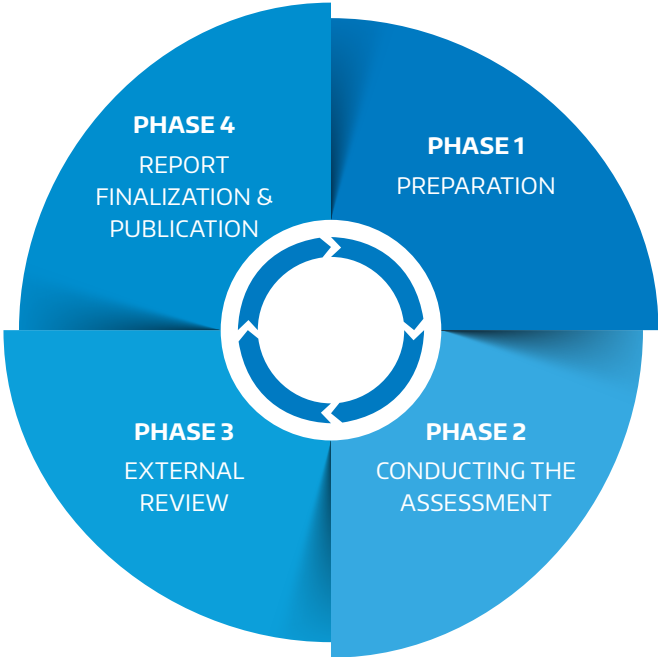 PHASE 1
PREPARATION
PHASE 2
CONDUCTING THE
ASSESSMENT
PHASE 3
EXTERNAL
REVIEW
PHASE 4
REPORT
FINALIZATION &
PUBLICATION